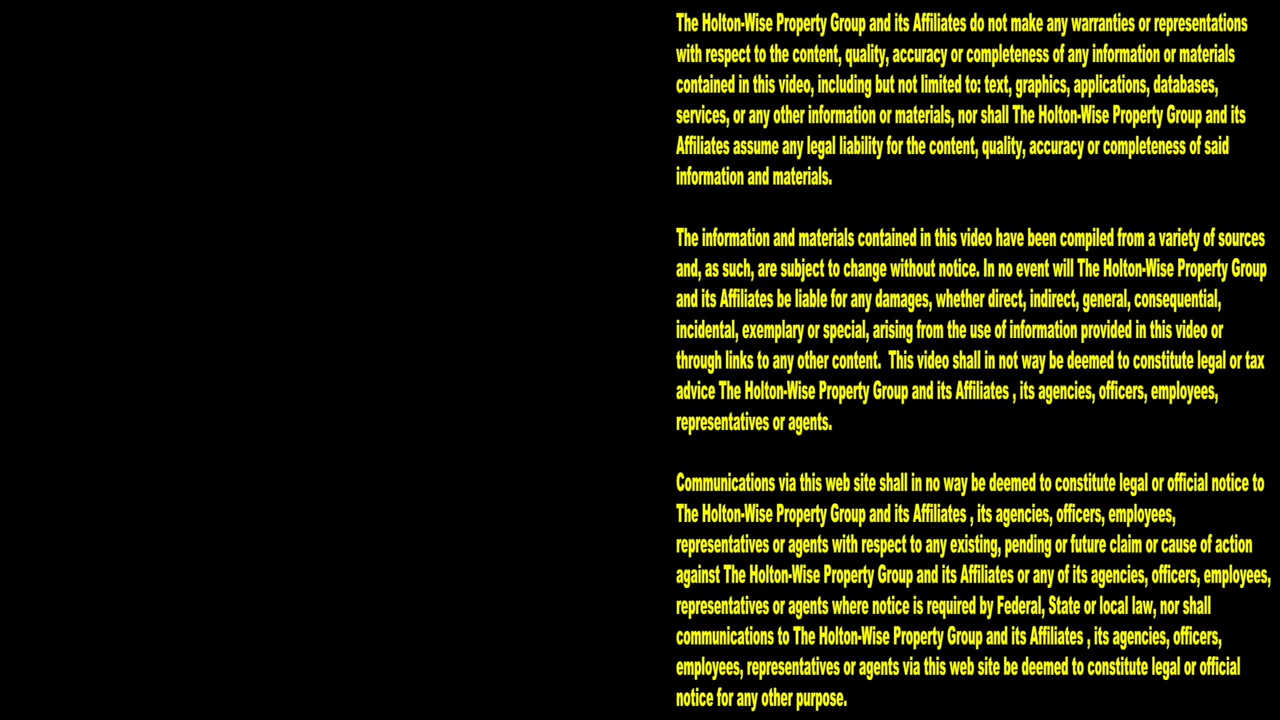 The Holton-Wise Property Group and its Affiliates do not make any warranties or representations
with respect to the content, quality, accuracy or completeness of any information or materials
contained in this video, including but not limited to: text, graphics, applications, databases,
services, or any other information or materials, nor shall The Holton-Wise Property Group and its
Affiliates assume any legal liability for the content, quality, accuracy or completeness of said
information and materials.
The information and materials contained in this video have been compiled from a variety of sources
and, as such, are subject to change without notice. In no event will The Holton-Wise Property Group
and its Affiliates be liable for any damages, whether direct, indirect, general, consequential,
incidental, exemplary or special, arising from the use of information provided in this video or
through links to any other content. This video shall in not way be deemed to constitute legal or tax
advice The Holton-Wise Property Group and its Affiliates , its agencies, officers, employees,
representatives or agents.
Communications via this web site shall in no way be deemed to constitute legal or official notice to
The Holton-Wise Property Group and its Affiliates , its agencies, officers, employees,
representatives or agents with respect to any existing, pending or future claim or cause of action
against The Holton-Wise Property Group and its Affiliates or any of its agencies, officers, employees,
representatives or agents where notice is required by Federal, State or local law, nor shall
communications to The Holton-Wise Property Group and its Affiliates , its agencies, officers,
employees, representatives or agents via this web site be deemed to constitute legal or official
notice for any other purpose.